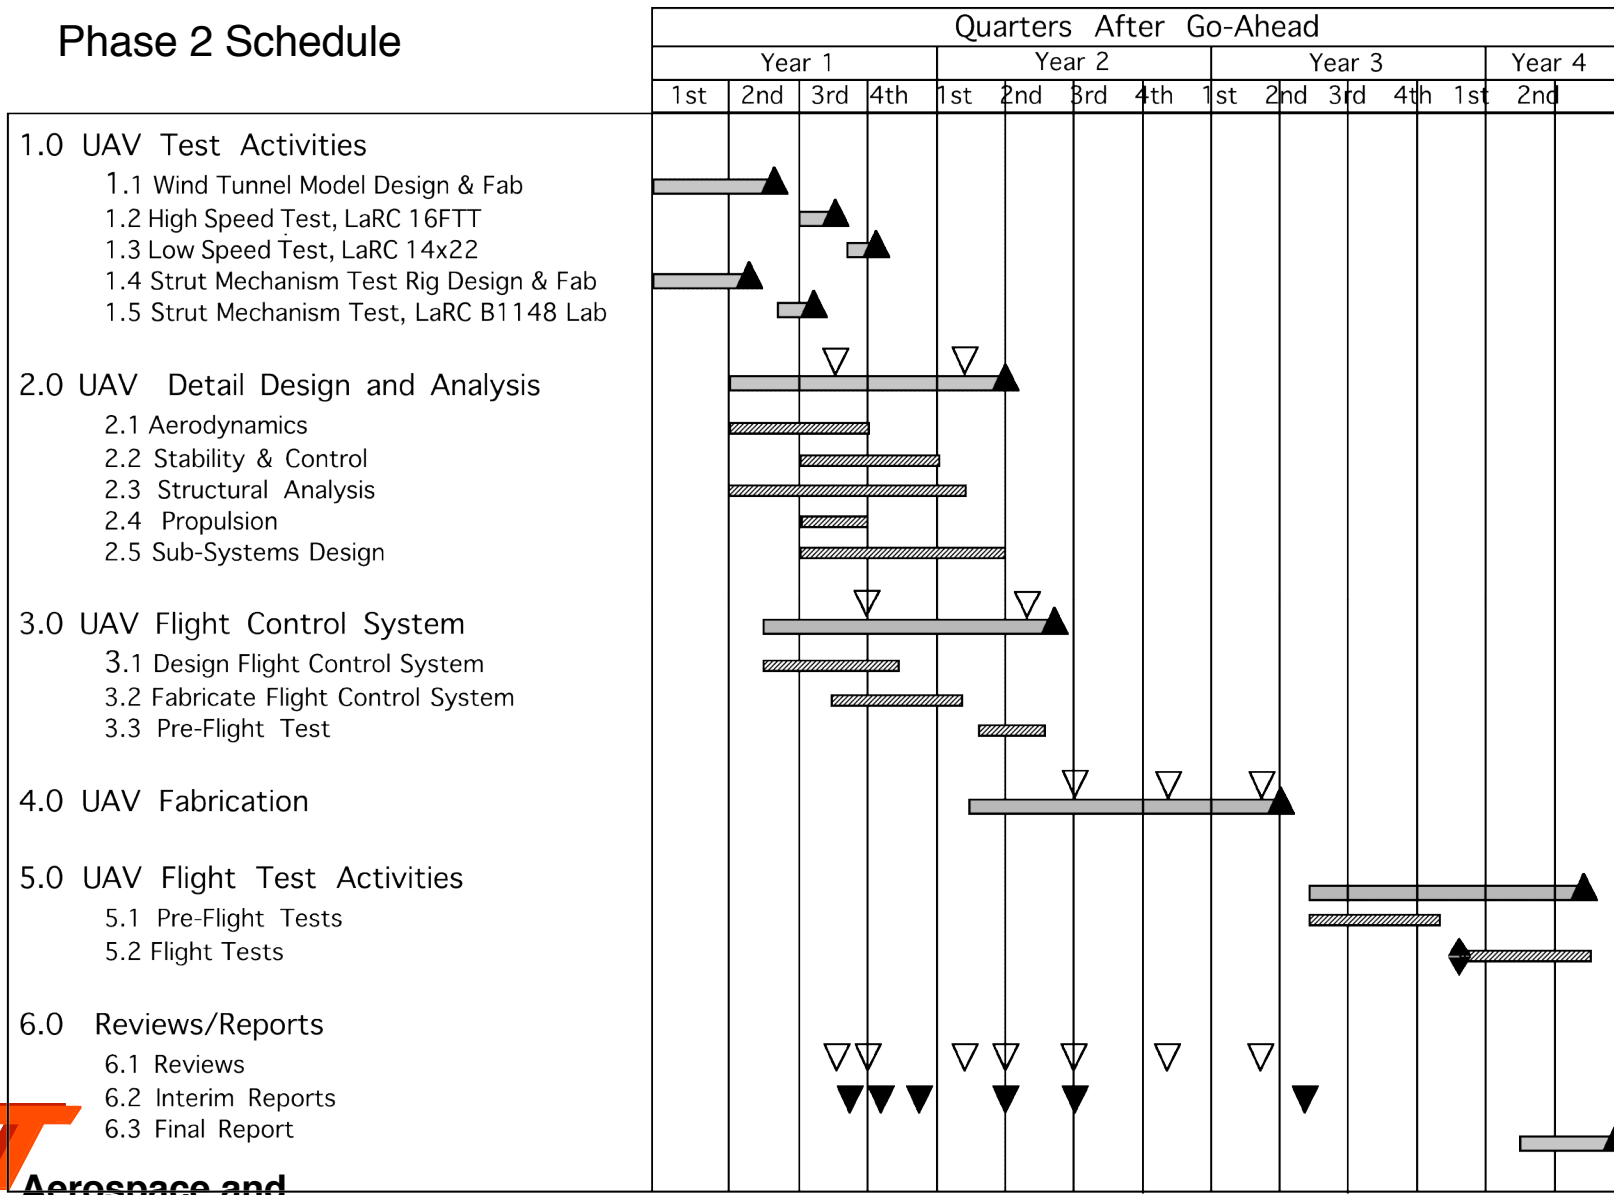 Phase 2 Schedule
Quarters After Go-Ahead
Year 1 Year 2 Year 3 Year 4
1st 2nd 3rd 4th 1st 2nd 3rd 4th 1st 2nd 3rd 4th 1st 2nd
1.0 UAV Test Activities
1.1 Wind Tunnel Model Design & Fab
1.2 High Speed Test, LaRC 16FTT
1.3 Low Speed Test, LaRC 14x22
1.4 Strut Mechanism Test Rig Design & Fab
1.5 Strut Mechanism Test, LaRC B1148 Lab
2.0 UAV Detail Design and Analysis
2.1 Aerodynamics
2.2 Stability & Control
2.3 Structural Analysis
2.4 Propulsion
2.5 Sub-Systems Design
3.0 UAV Flight Control System
3.1 Design Flight Control System
3.2 Fabricate Flight Control System
3.3 Pre-Flight Test
4.0 UAV Fabrication
5.0 UAV Flight Test Activities
5.1 Pre-Flight Tests
5.2 Flight Tests
6.0 Reviews/Reports
6.1 Reviews
6.2 Interim Reports
6.3 Final Report
Aerospace and